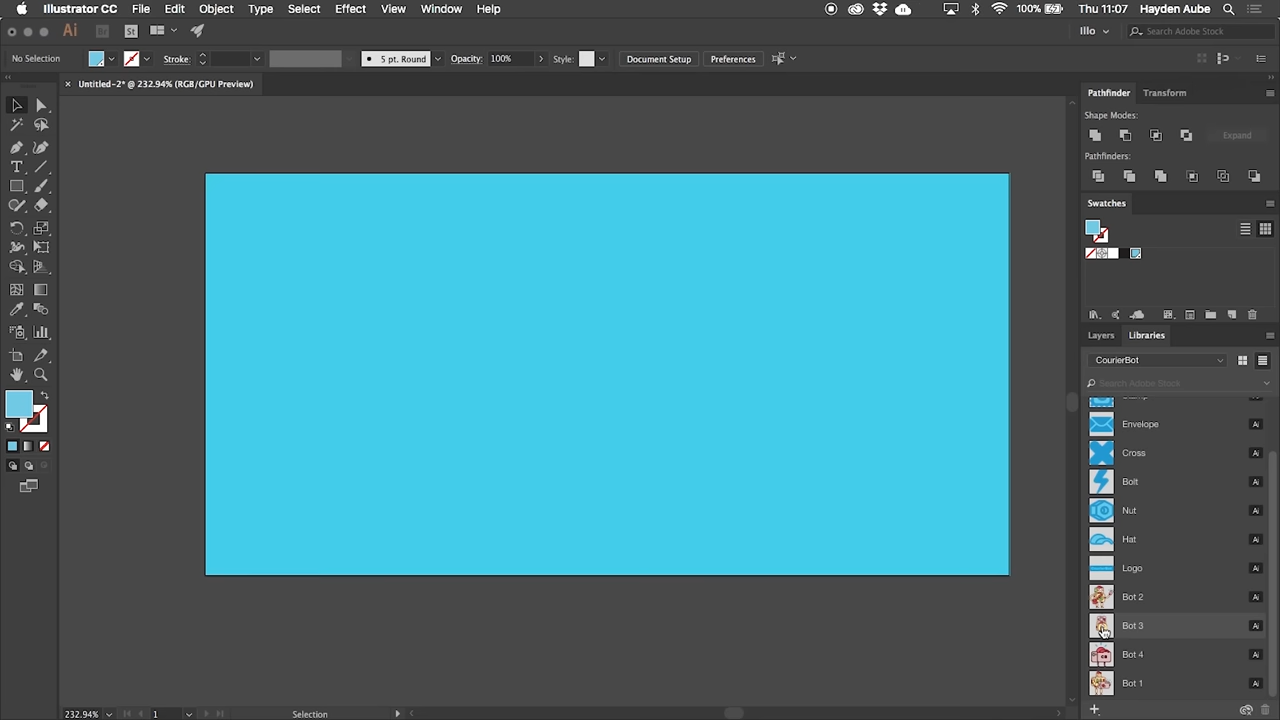 Illustrator CC File Edit Object Type Select Effect View Window Help 100% Thu 11:07 Hayden Aube
Ai Br St Illo Search Adobe Stock
No Selection Stroke: 5 pt. Round Opacity: 100% Style: Document Setup Preferences
Untitled-2* @ 232.94% (RGB/GPU Preview)
Pathfinder Transform
Shape Modes:
Expand
Pathfinders:
Swatches
Layers Libraries
CourierBot
Search Adobe Stock
Envelope Ai
Cross Ai
Bolt Ai
Nut Ai
Hat Ai
Logo Ai
Bot 2 Ai
Bot 3 Ai
Bot 4 Ai
Bot 1 Ai
232.94% 1 Selection